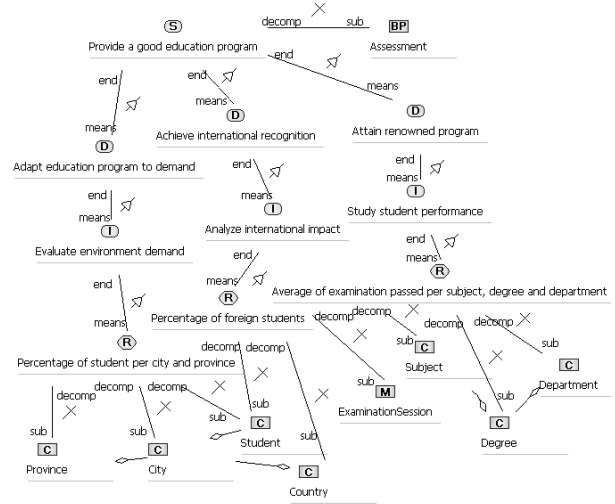 S
decomp sub BP
Provide a good education program Assessment
end end end
means means means
D D D
Achieve international recognition Attain renowned program
Adapt education program to demand
end end end
means means means
I I I
Analyze international impact Study student performance
Evaluate environment demand
end end end
means means means
R R R
Average of examination passed per subject, degree and department
Percentage of foreign students
Percentage of student per city and province
decomp decomp decomp decomp
decomp decomp decomp decomp decomp
sub C
Subject
sub C
Department
sub M
ExaminationSession
sub C
Degree
sub C
Student
sub C
Province
sub C
City
sub C
Country